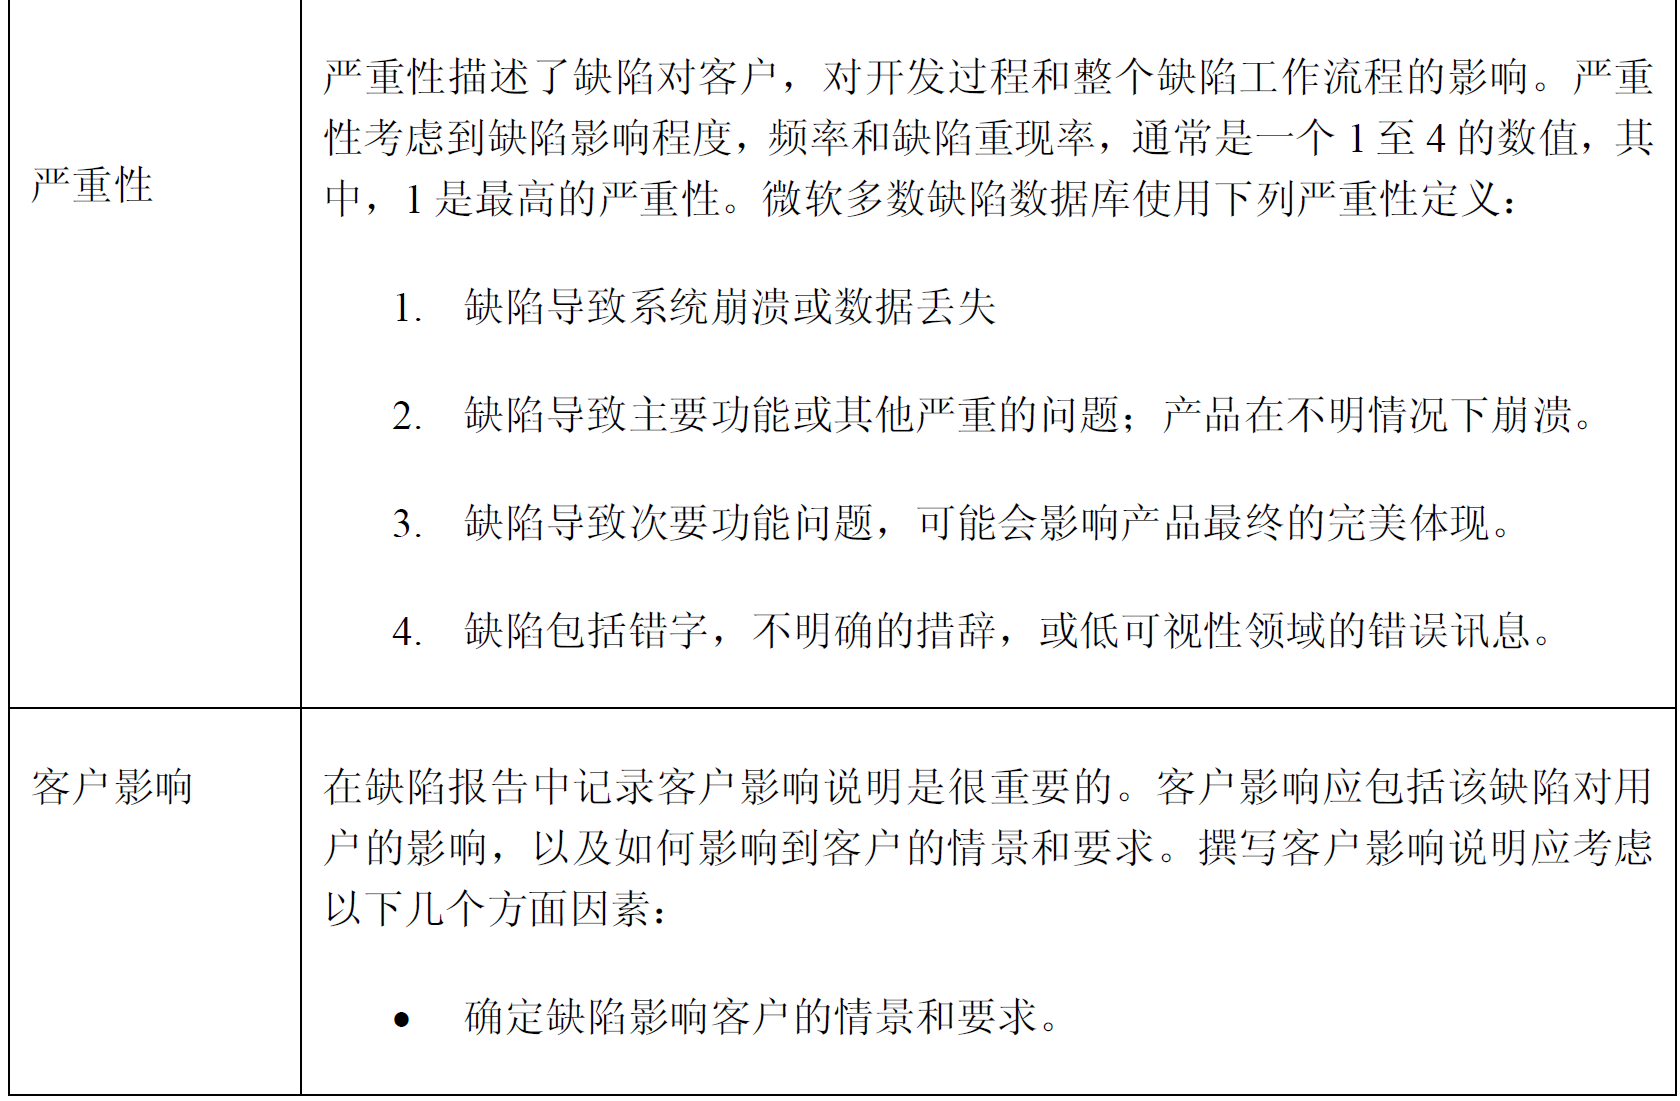 严重性
严重性描述了缺陷对客户，对开发过程和整个缺陷工作流程的影响。严重
性考虑到缺陷影响程度，频率和缺陷重现率，通常是一个 1 至 4 的数值，其
中，1 是最高的严重性。微软多数缺陷数据库使用下列严重性定义：
1. 缺陷导致系统崩溃或数据丢失
2. 缺陷导致主要功能或其他严重的问题；产品在不明情况下崩溃。
3. 缺陷导致次要功能问题，可能会影响产品最终的完美体现。
4. 缺陷包括错字，不明确的措辞，或低可视性领域的错误讯息。
客户影响
在缺陷报告中记录客户影响说明是很重要的。客户影响应包括该缺陷对用
户的影响，以及如何影响到客户的情景和要求。撰写客户影响说明应考虑
以下几个方面因素：
• 确定缺陷影响客户的情景和要求。